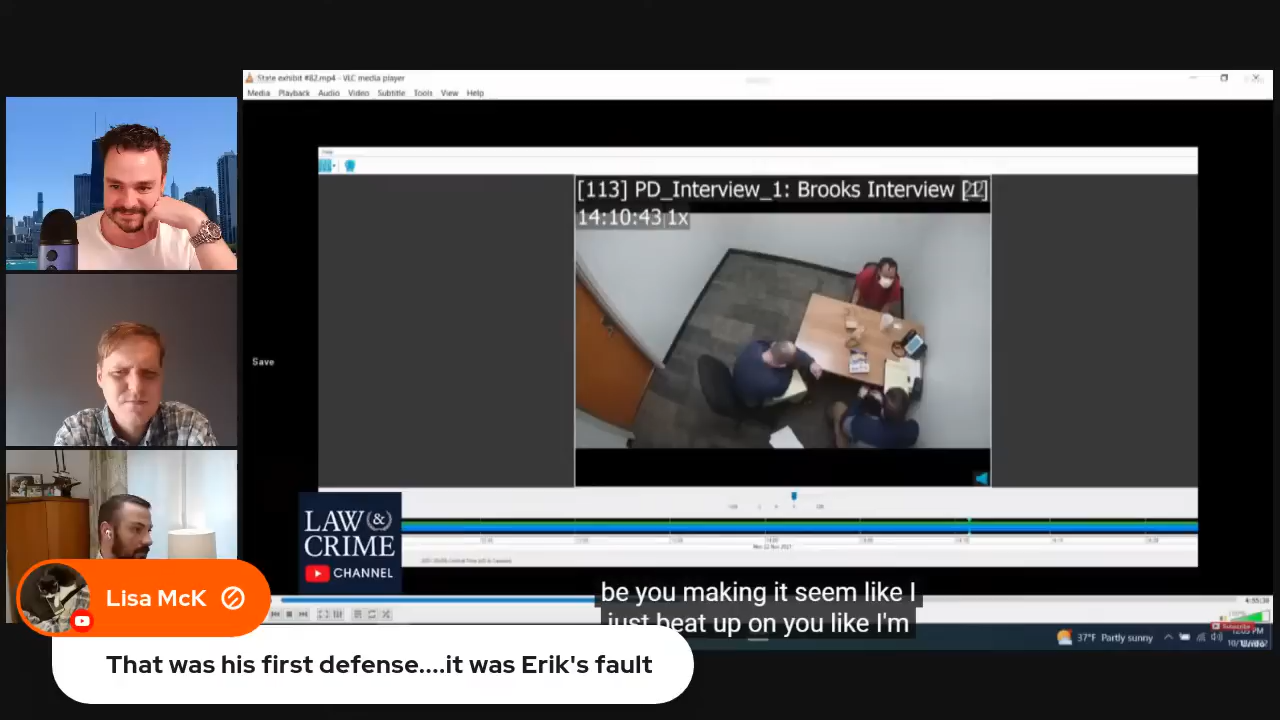 State exhibit #82.mp4 - VLC media player
Media Playback Audio Video Subtitle Tools View Help
[113] PD_Interview_1: Brooks Interview
14:10:43 1x
Save
LAW&
CRIME
CHANNEL
be you making it seem like I
just beat up on you like I'm
Lisa McK
That was his first defense....it was Erik's fault
37°F Partly sunny
Subscribe